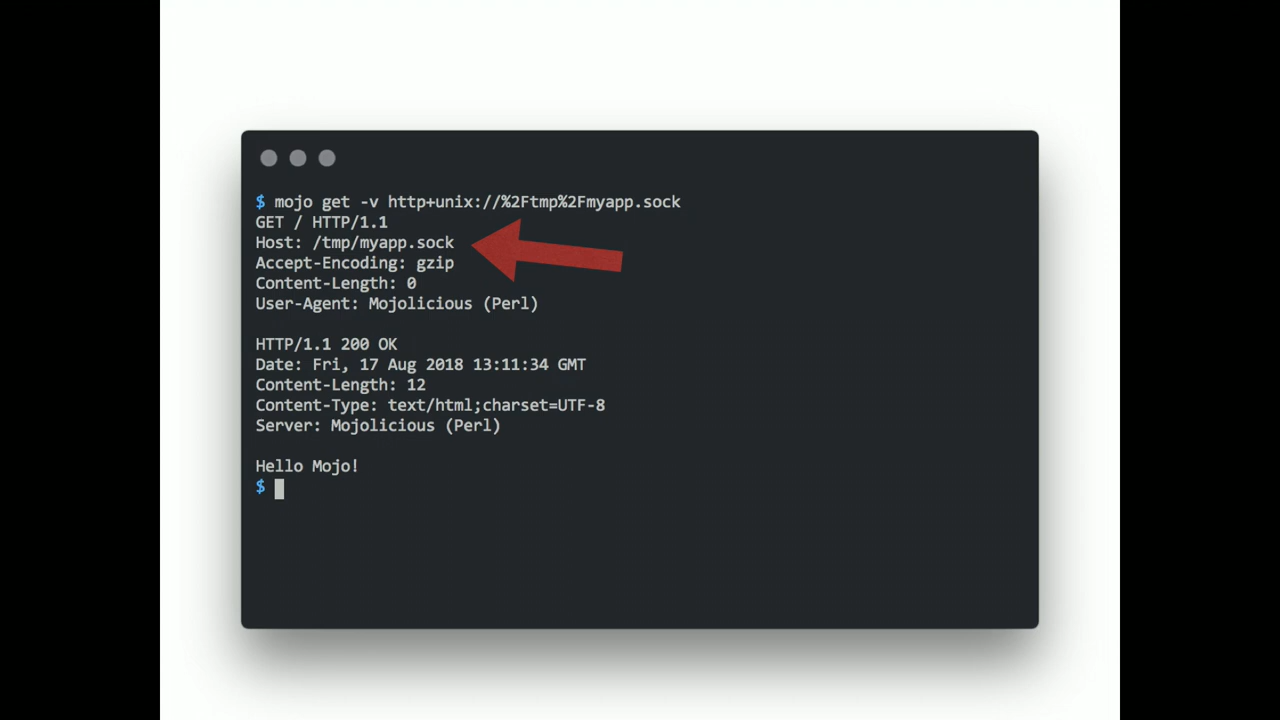 $ mojo get -v http+unix://%2Ftmp%2Fmyapp.sock
GET / HTTP/1.1
Host: /tmp/myapp.sock
Accept-Encoding: gzip
Content-Length: 0
User-Agent: Mojolicious (Perl)
HTTP/1.1 200 OK
Date: Fri, 17 Aug 2018 13:11:34 GMT
Content-Length: 12
Content-Type: text/html;charset=UTF-8
Server: Mojolicious (Perl)
Hello Mojo!
$